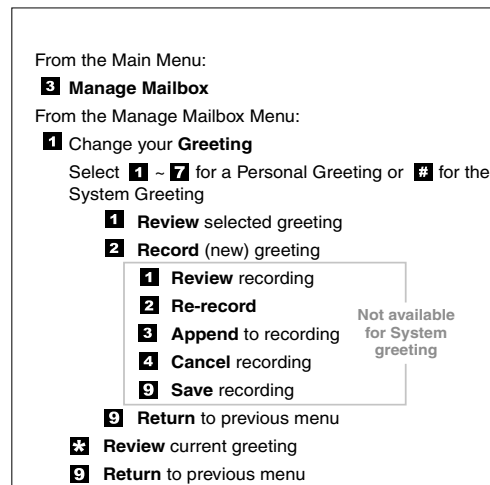 From the Main Menu:
3 Manage Mailbox
From the Manage Mailbox Menu:
1 Change your Greeting
Select 1 ~ 7 for a Personal Greeting or # for the
System Greeting
1 Review selected greeting
2 Record (new) greeting
1 Review recording
2 Re-record
3 Append to recording
4 Cancel recording
9 Save recording
Not available
for System
greeting
9 Return to previous menu
* Review current greeting
9 Return to previous menu